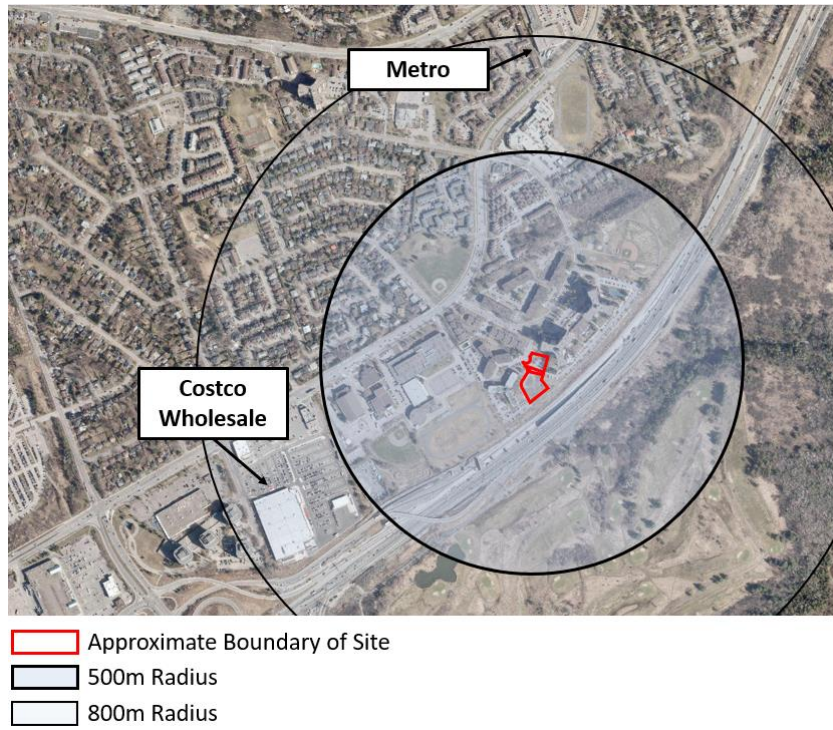 Metro
Costco
Wholesale
Approximate Boundary of Site
500m Radius
800m Radius